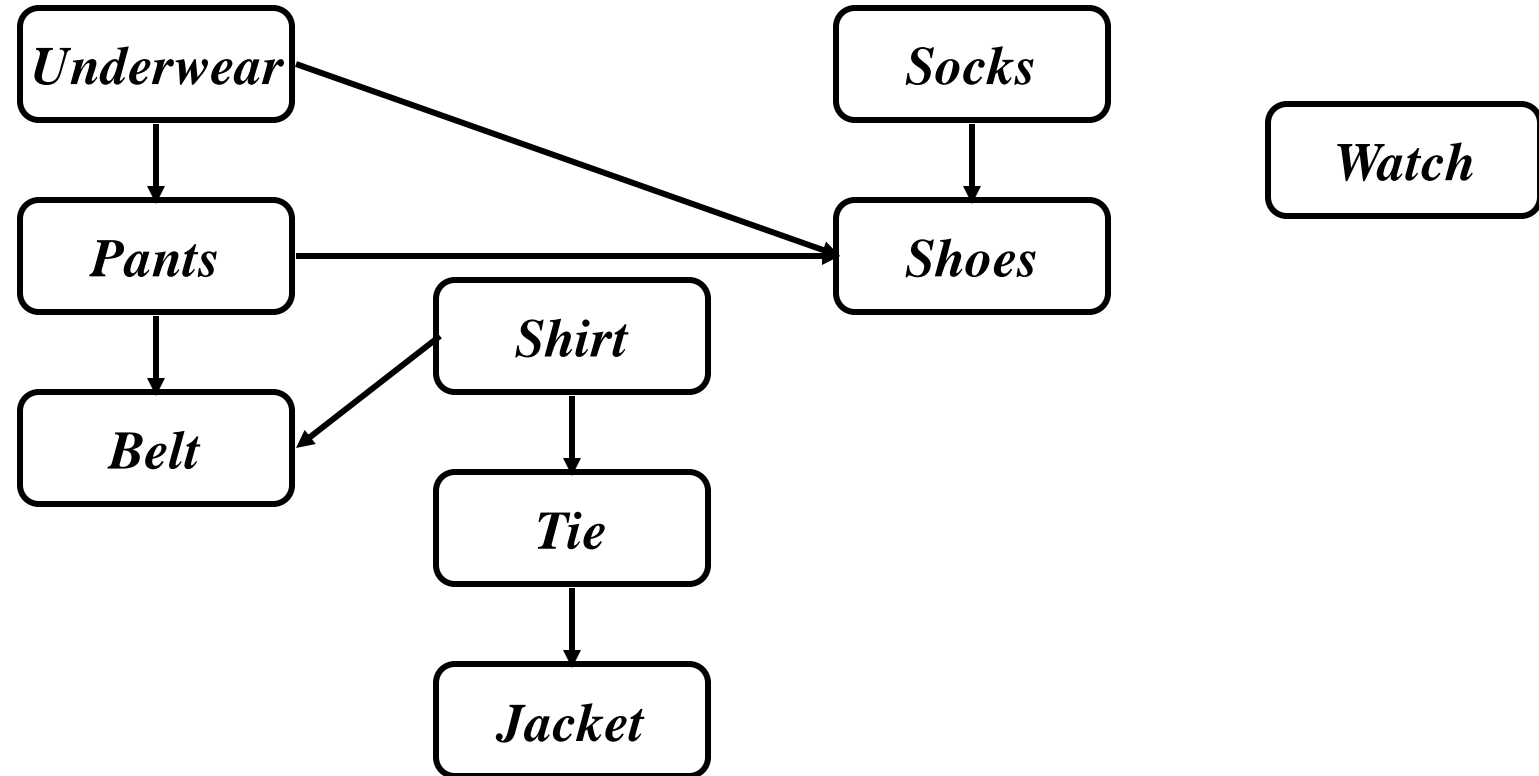 Underwear
Socks
Watch
Pants
Shoes
Shirt
Belt
Tie
Jacket